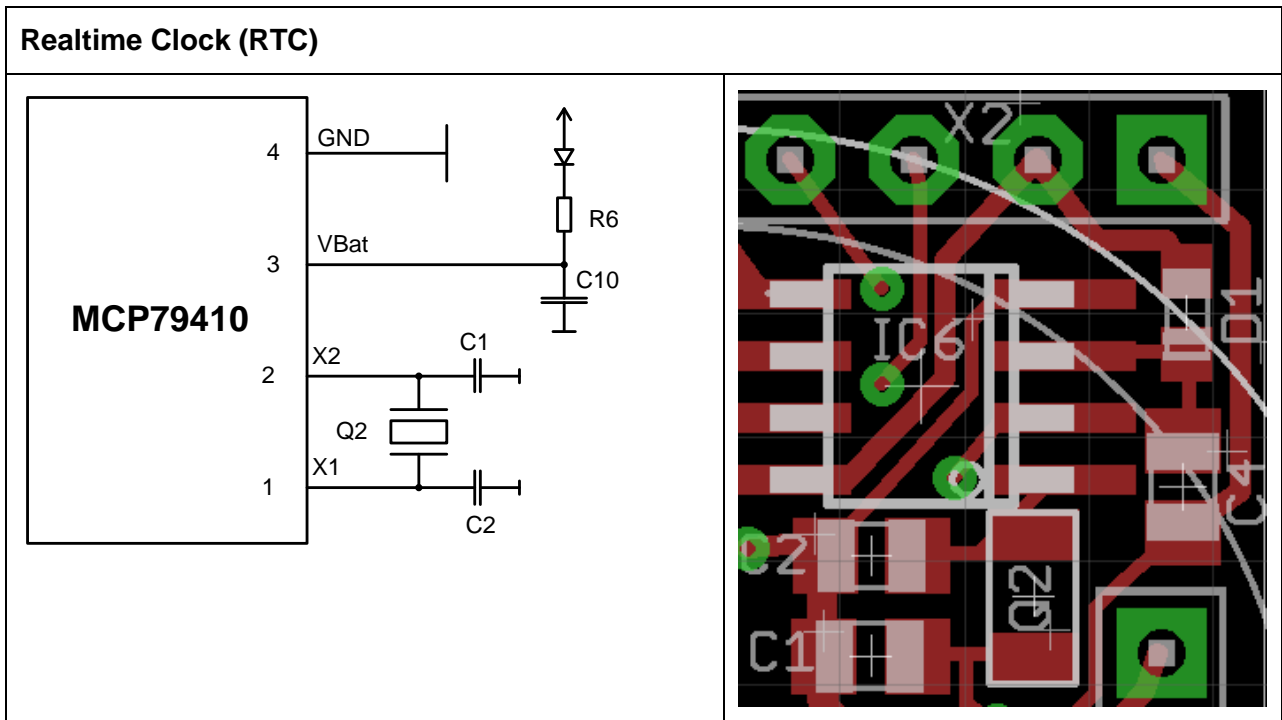 Realtime Clock (RTC)
4 GND
R6
3 VBat
C10
MCP79410
C1
2 X2
Q2
1 X1
C2
X2
D1
IC6
C4
C2
Q2
C1